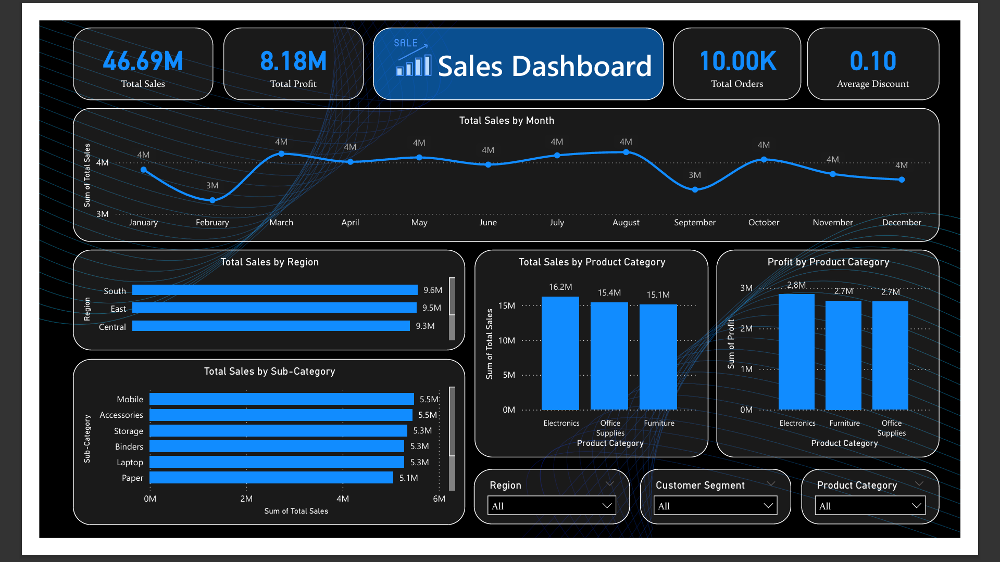 46.69M
Total Sales
8.18M
Total Profit
SALE
Sales Dashboard
10.00K
Total Orders
0.10
Average Discount
Total Sales by Month
Sum of Total Sales
4M
3M
4M
3M
4M
4M
4M
4M
4M
4M
3M
4M
4M
4M
January
February
March
April
May
June
July
August
September
October
November
December
Total Sales by Region
Region
South
9.6M
East
9.5M
Central
9.3M
Total Sales by Sub-Category
Sub-Category
Mobile
5.5M
Accessories
5.5M
Storage
5.3M
Binders
5.3M
Laptop
5.3M
Paper
5.1M
0M
2M
4M
6M
Sum of Total Sales
Total Sales by Product Category
Sum of Total Sales
15M
10M
5M
0M
16.2M
15.4M
15.1M
Electronics
Office
Supplies
Furniture
Product Category
Profit by Product Category
Sum of Profit
3M
2M
1M
0M
2.8M
2.7M
2.7M
Electronics
Furniture
Office
Supplies
Product Category
Region
All
Customer Segment
All
Product Category
All